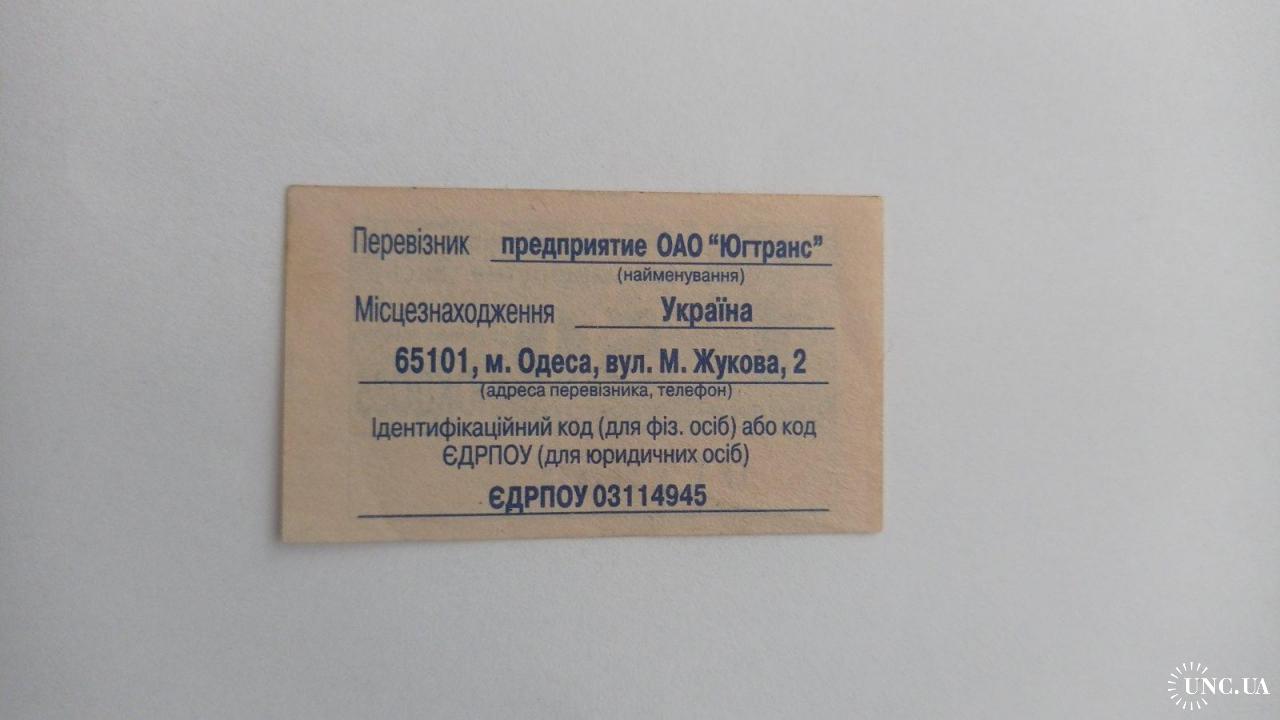 Перевізник предприятие ОАО “Югтранс”
(найменування)
Місцезнаходження Україна
65101, м. Одеса, вул. М. Жукова, 2
(адреса перевізника, телефон)
Ідентифікаційний код (для фіз. осіб) або код
ЄДРПОУ (для юридичних осіб)
ЄДРПОУ 03114945
UNC.UA